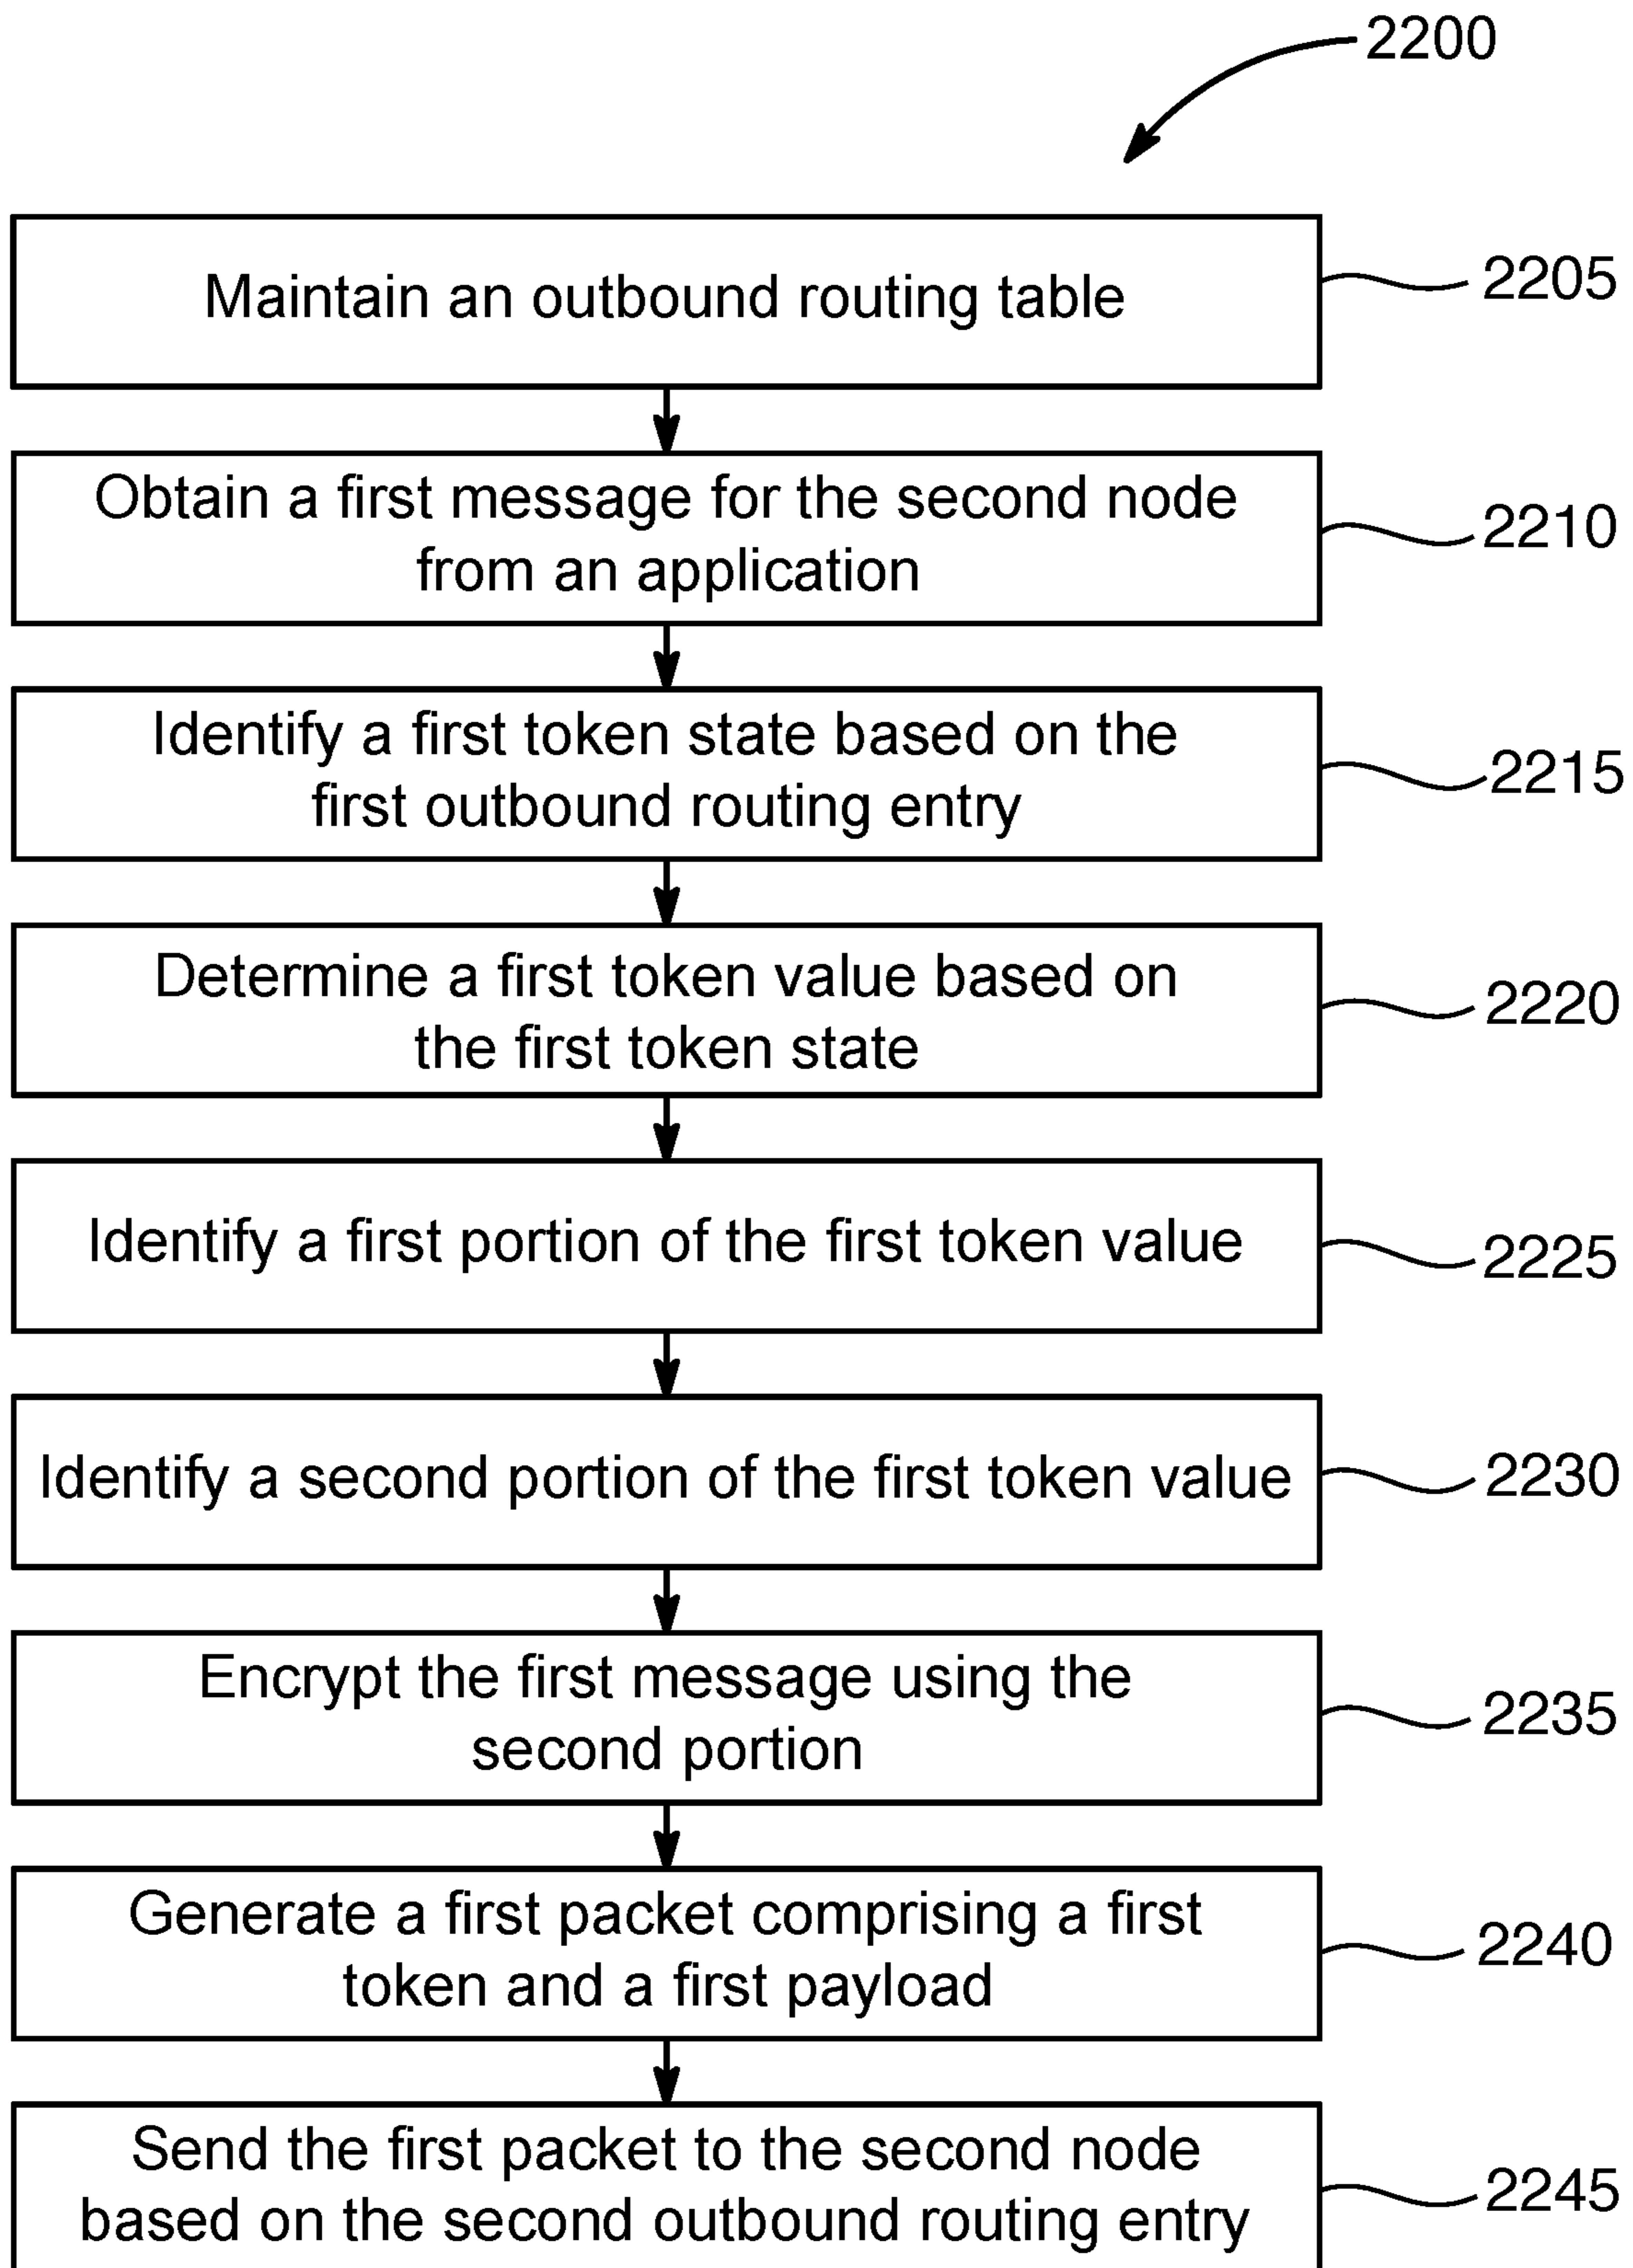 2200
Maintain an outbound routing table
2205
Obtain a first message for the second node
from an application
2210
Identify a first token state based on the
first outbound routing entry
2215
Determine a first token value based on
the first token state
2220
Identify a first portion of the first token value
2225
Identify a second portion of the first token value
2230
Encrypt the first message using the
second portion
2235
Generate a first packet comprising a first
token and a first payload
2240
Send the first packet to the second node
based on the second outbound routing entry
2245